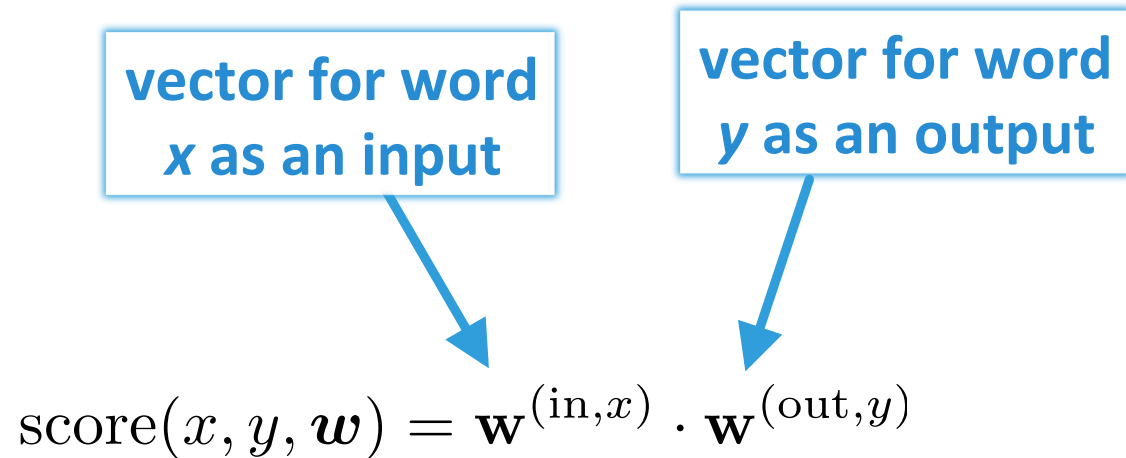 vector for word
x as an input
vector for word
y as an output
score(x, y, w) = w^(in,x) · w^(out,y)